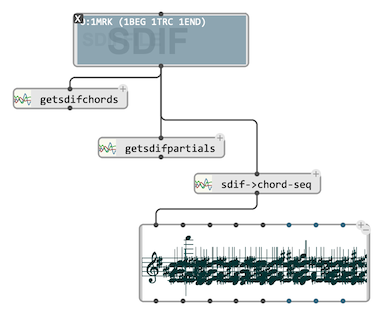 J:1MRK (1BEG 1TRC 1END)
SDIF
getsdifchords
getsdifpartials
sdif->chord-seq